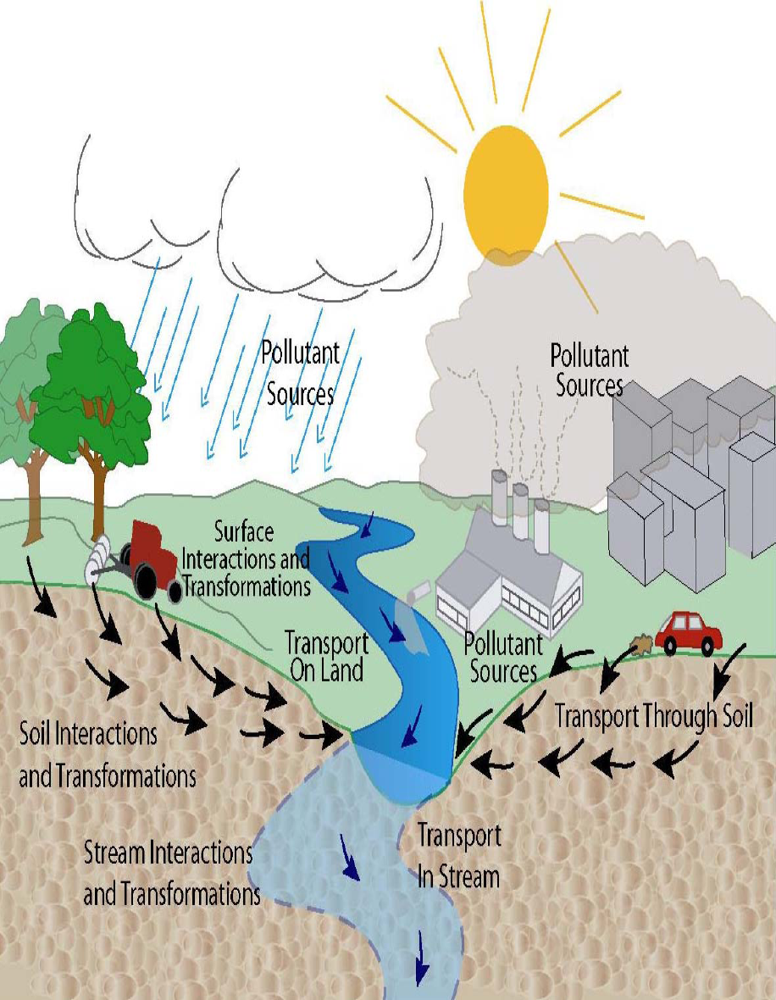 Pollutant
Sources
Pollutant
Sources
Surface
Interactions and
Transformations
Transport
On Land
Pollutant
Sources
Transport Through Soil
Soil Interactions
and Transformations
Stream Interactions
and Transformations
Transport
In Stream